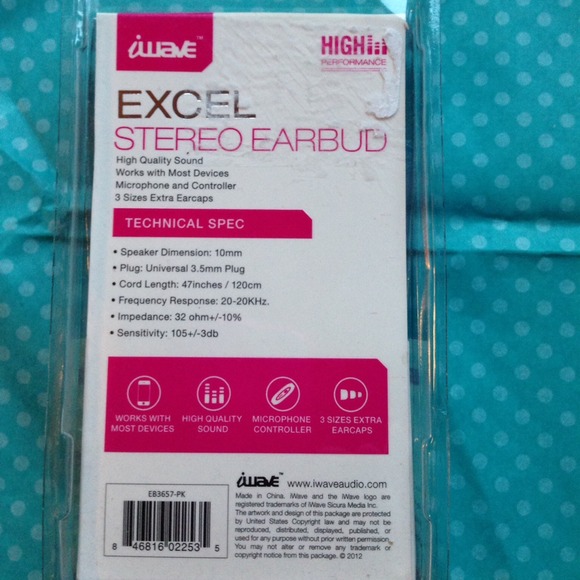 iwave™
HIGH
PERFORMANCE
EXCEL
STEREO EARBUD
High Quality Sound
Works with Most Devices
Microphone and Controller
3 Sizes Extra Earcaps
TECHNICAL SPEC
• Speaker Dimension: 10mm
• Plug: Universal 3.5mm Plug
• Cord Length: 47inches / 120cm
• Frequency Response: 20-20KHz.
• Impedance: 32 ohm+/-10%
• Sensitivity: 105+/-3db
WORKS WITH
MOST DEVICES
HIGH QUALITY
SOUND
MICROPHONE
CONTROLLER
3 SIZES EXTRA
EARCAPS
EB3657-PK
8 46816 02253 5
iwave™ www.iwaveaudio.com
Made in China. iWave and the iWave logo are
registered trademarks of iWave Sicura Media Inc.
The artwork and design of this package are protected
by United States Copyright law and may not be
reproduced, distributed, displayed, published, or
used for any purpose without prior written permission.
You may not alter or remove any trademark or
copyright notice from this package. © 2012